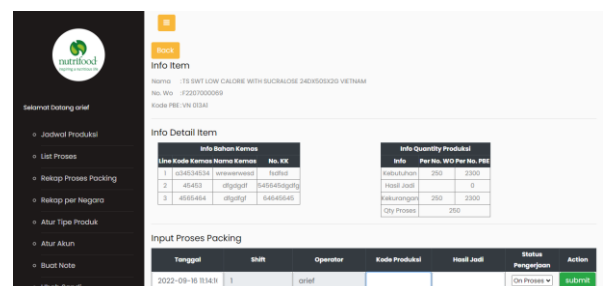 nutrifood
Selamat Datang arief
Jadwal Produksi
List Proses
Rekap Proses Packing
Rekap per Negara
Atur Tipe Produk
Atur Akun
Buat Note
Back
Info Item
Nama : TS SWT LOW CALORIE WITH SUCRALOSE 24DX50SX2G VIETNAM
No. Wo :F2207000069
Kode PBE : VN 01341
Info Detail Item
Info Bahan Kemas
Line Kode Kemas Nama Kemas No. KK
1 a34534534 wrewerwesd fsdfsd
2 45453 dfgdgdf 545645dgdfg
3 4565464 dfgdfgf 64645645
Info Quantity Produksi
Info Per No. WO Per No. PBE
Kebutuhan 250 2300
Hasil Jadi 0
Kekurangan 250 2300
Qty Proses 250
Input Proses Packing
Tanggal Shift Operator Kode Produksi Hasil Jadi Status Pengerjaan Action
2022-09-16 11:14:1 1 arief On Proses submit